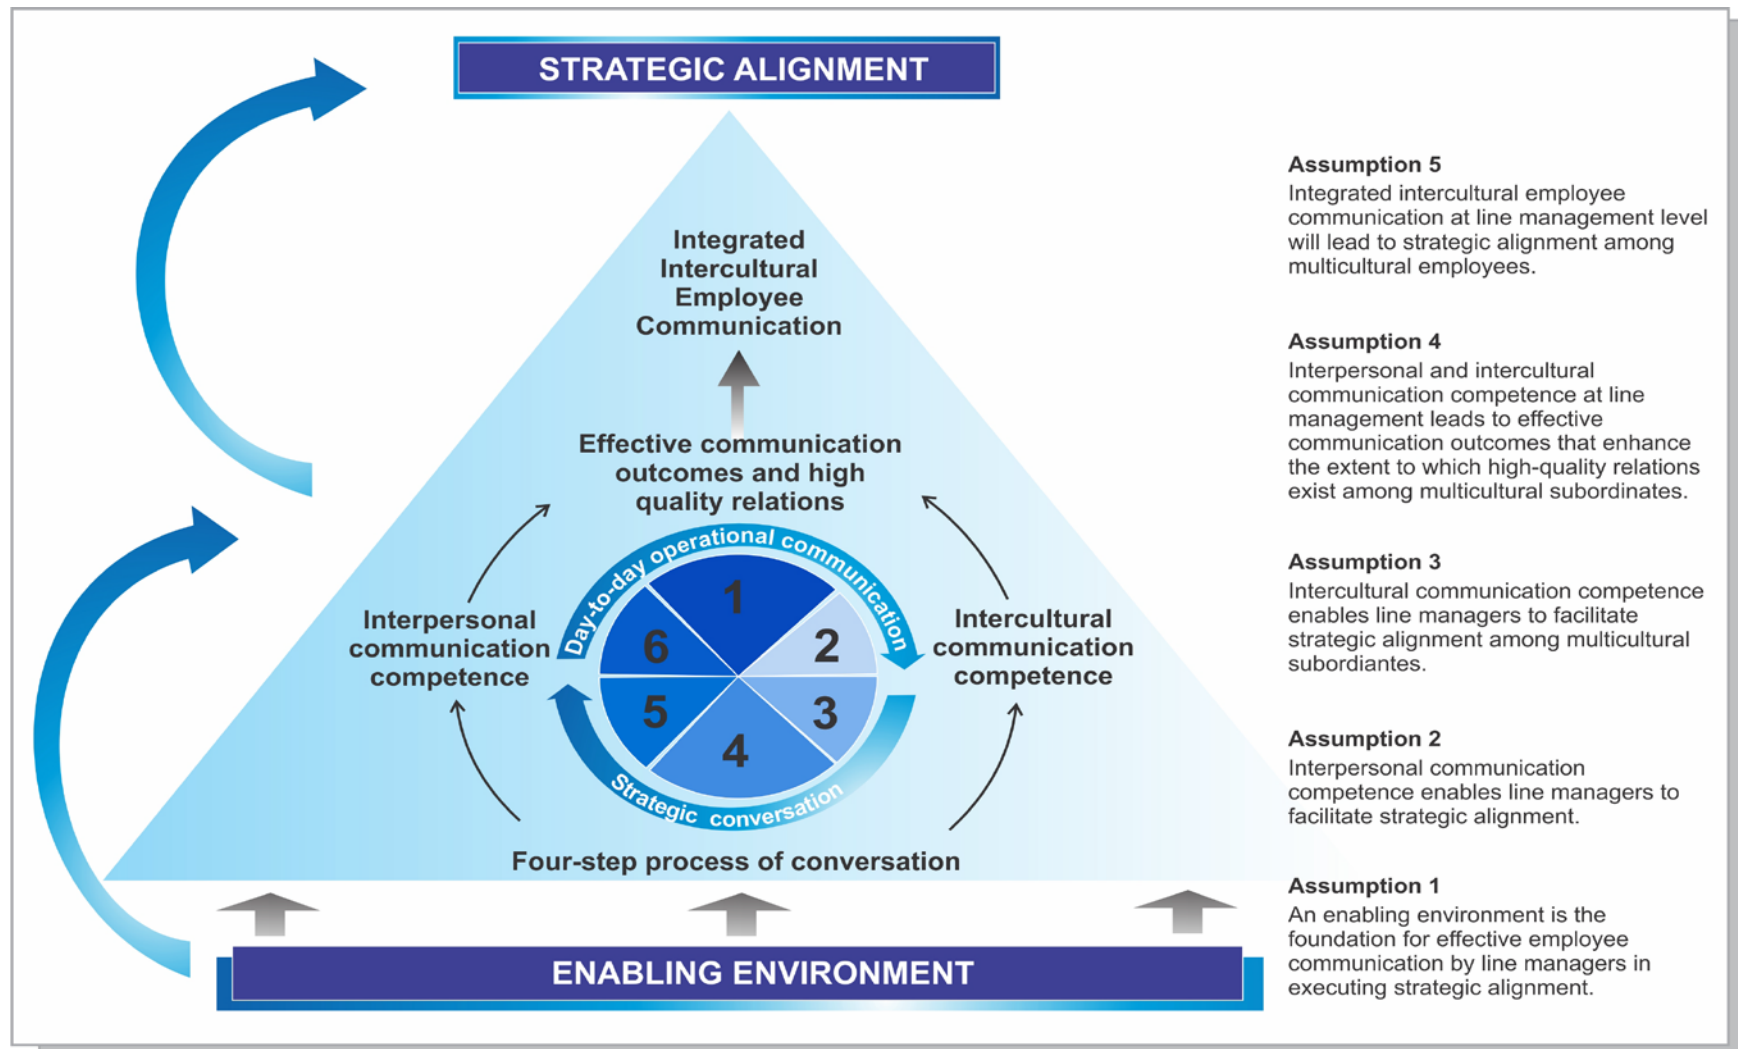 STRATEGIC ALIGNMENT
Integrated
Intercultural
Employee
Communication
Effective communication
outcomes and high
quality relations
Day-to-day operational communication
1
2
3
4
5
6
Strategic conversation
Interpersonal
communication
competence
Intercultural
communication
competence
Four-step process of conversation
ENABLING ENVIRONMENT
Assumption 5
Integrated intercultural employee
communication at line management level
will lead to strategic alignment among
multicultural employees.
Assumption 4
Interpersonal and intercultural
communication competence at line
management leads to effective
communication outcomes that enhance
the extent to which high-quality relations
exist among multicultural subordinates.
Assumption 3
Intercultural communication competence
enables line managers to facilitate
strategic alignment among multicultural
subordiantes.
Assumption 2
Interpersonal communication
competence enables line managers to
facilitate strategic alignment.
Assumption 1
An enabling environment is the
foundation for effective employee
communication by line managers in
executing strategic alignment.